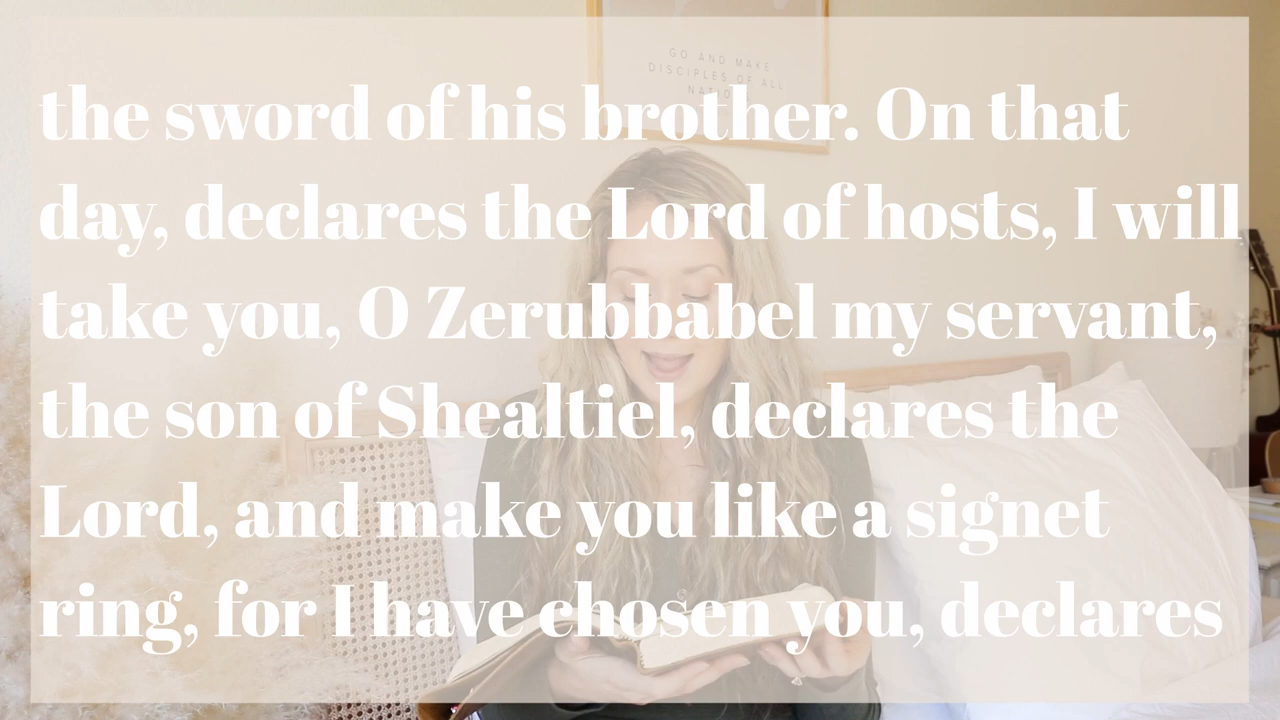 GO AND MAKE
DISCIPLES OF ALL
the sword of his brother. On that
day, declares the Lord of hosts, I will
take you, O Zerubbabel my servant,
the son of Shealtiel, declares the
Lord, and make you like a signet
ring, for I have chosen you, declares